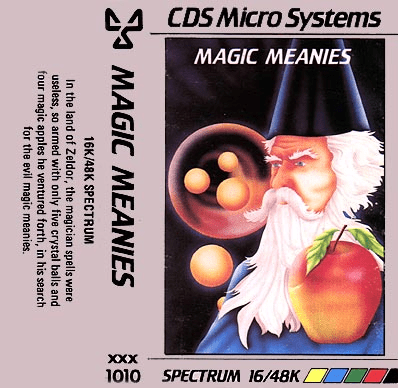 CDS Micro Systems
MAGIC MEANIES
SPECTRUM 16/48K
MAGIC MEANIES
xxx
1010
16K/48K SPECTRUM
In the land of Zeldor, the magician spells were
useless, so armed with only five crystal balls and
four magic apples he ventured forth, in his search
for the evil magic meanies.